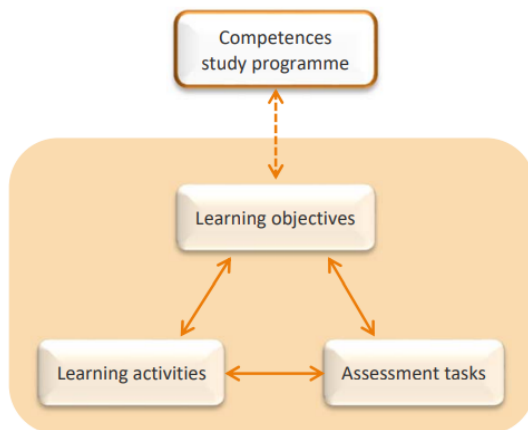 Competences
study programme
Learning objectives
Learning activities
Assessment tasks